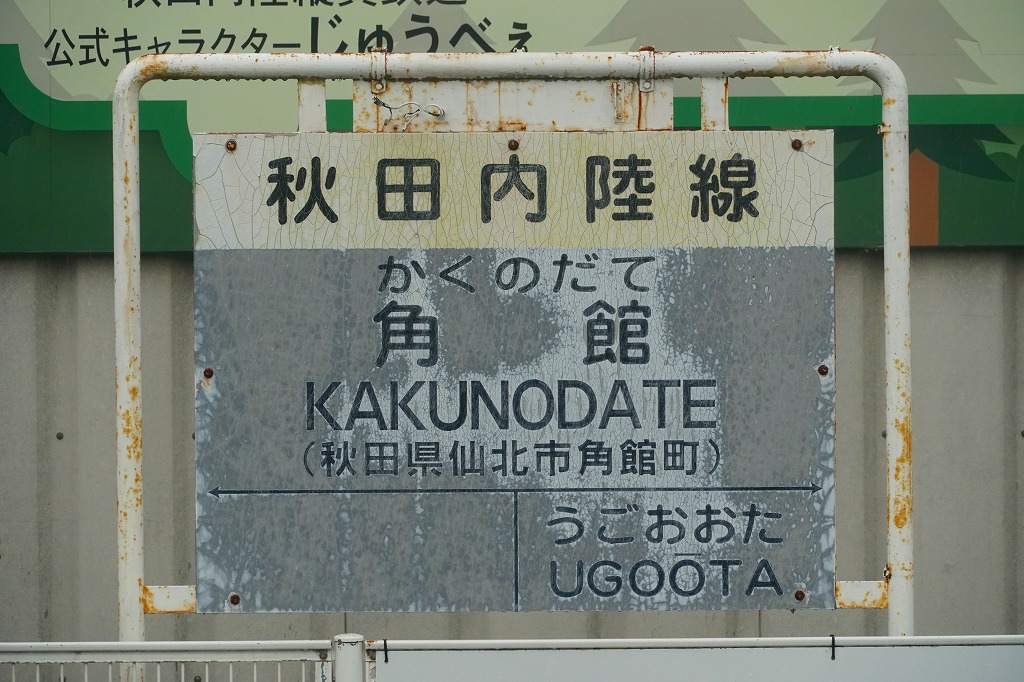 公式キャラクターじゅうべぇ
秋田内陸線
かくのだて
角館
KAKUNODATE
(秋田県仙北市角館町)
うごおおた
UGOŌTA